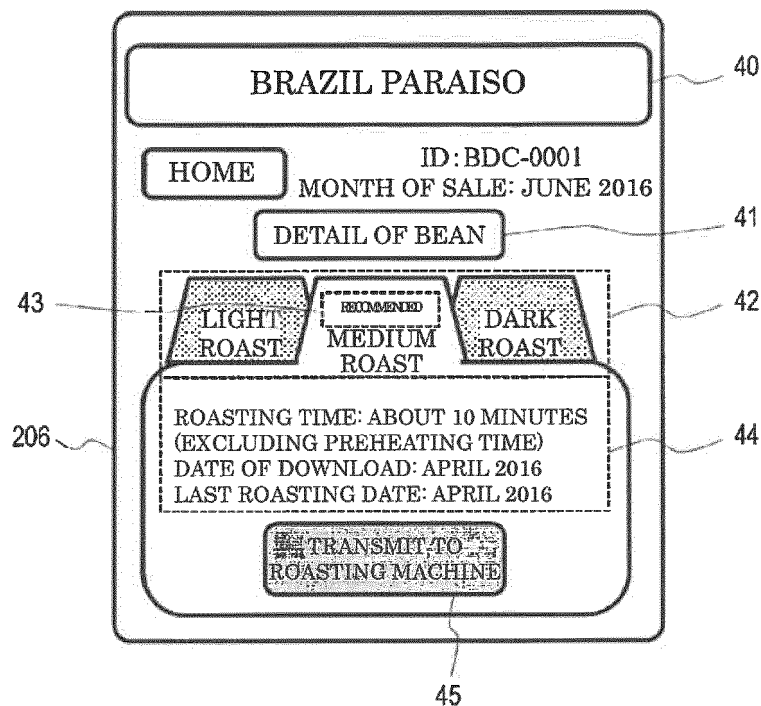 BRAZIL PARAISO
40
HOME
ID:BDC-0001
MONTH OF SALE: JUNE 2016
DETAIL OF BEAN
41
43
LIGHT
ROAST
RECOMMENDED
MEDIUM
ROAST
DARK
ROAST
42
206
ROASTING TIME: ABOUT 10 MINUTES
(EXCLUDING PREHEATING TIME)
DATE OF DOWNLOAD: APRIL 2016
LAST ROASTING DATE: APRIL 2016
44
TRANSMIT TO
ROASTING MACHINE
45